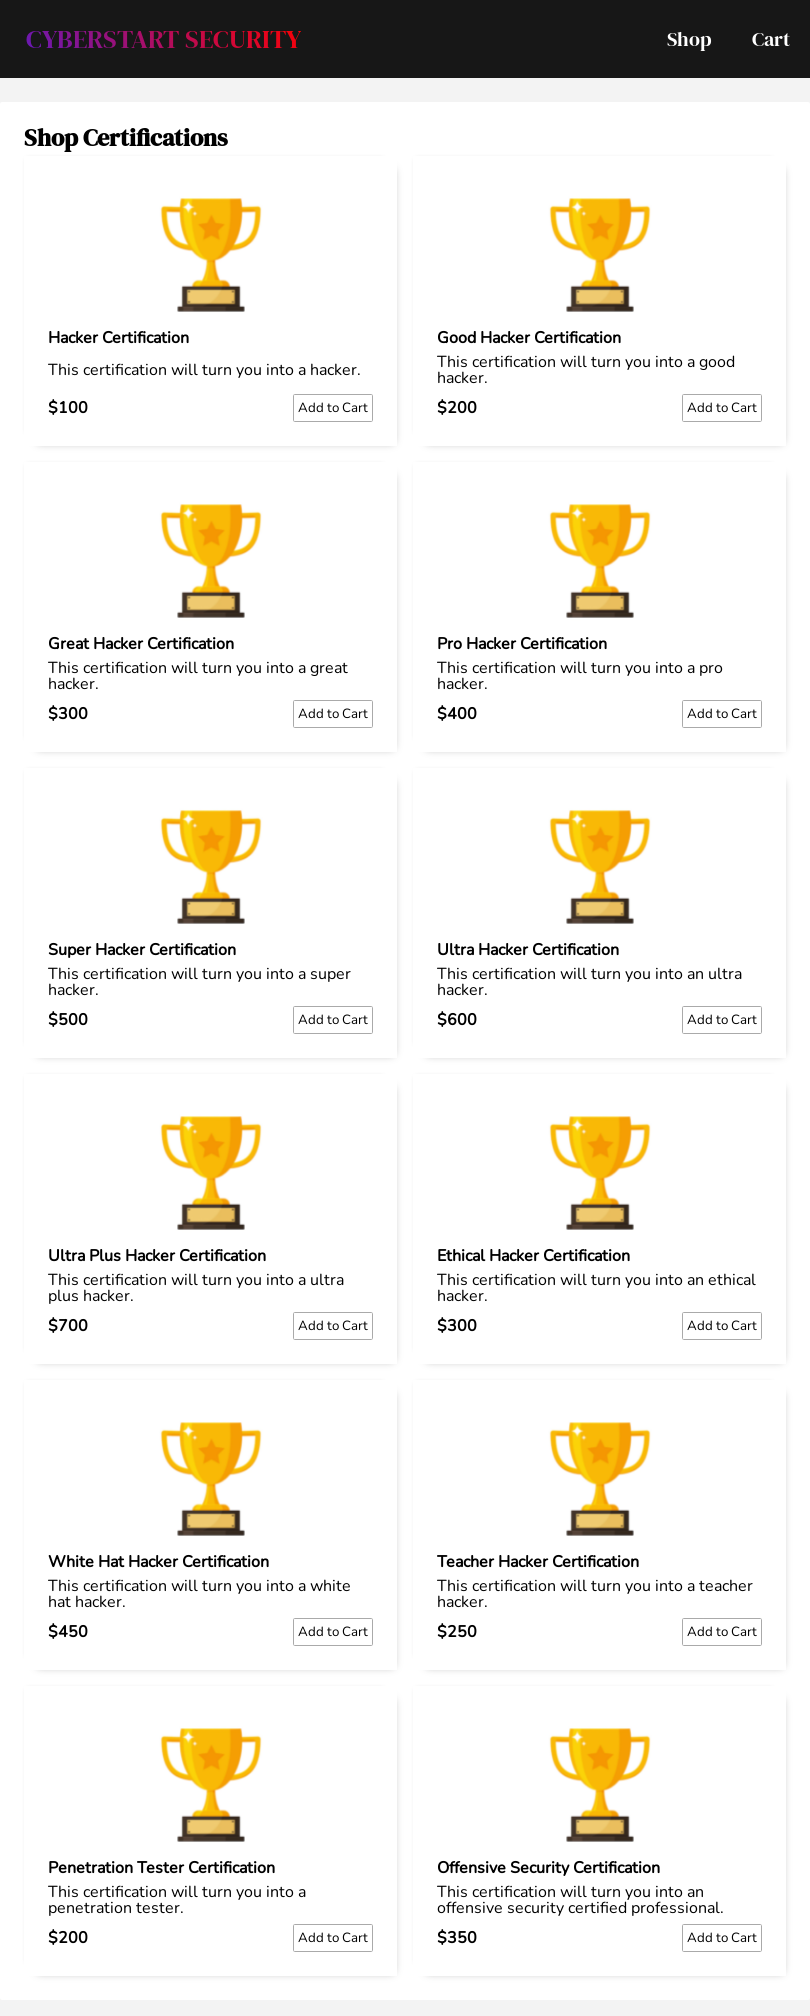 CYBERSTART SECURITY
Shop
Cart
Shop Certifications
Hacker Certification
This certification will turn you into a hacker.
$100
Add to Cart
Good Hacker Certification
This certification will turn you into a good
hacker.
$200
Add to Cart
Great Hacker Certification
This certification will turn you into a great
hacker.
$300
Add to Cart
Pro Hacker Certification
This certification will turn you into a pro
hacker.
$400
Add to Cart
Super Hacker Certification
This certification will turn you into a super
hacker.
$500
Add to Cart
Ultra Hacker Certification
This certification will turn you into an ultra
hacker.
$600
Add to Cart
Ultra Plus Hacker Certification
This certification will turn you into a ultra
plus hacker.
$700
Add to Cart
Ethical Hacker Certification
This certification will turn you into an ethical
hacker.
$300
Add to Cart
White Hat Hacker Certification
This certification will turn you into a white
hat hacker.
$450
Add to Cart
Teacher Hacker Certification
This certification will turn you into a teacher
hacker.
$250
Add to Cart
Penetration Tester Certification
This certification will turn you into a
penetration tester.
$200
Add to Cart
Offensive Security Certification
This certification will turn you into an
offensive security certified professional.
$350
Add to Cart